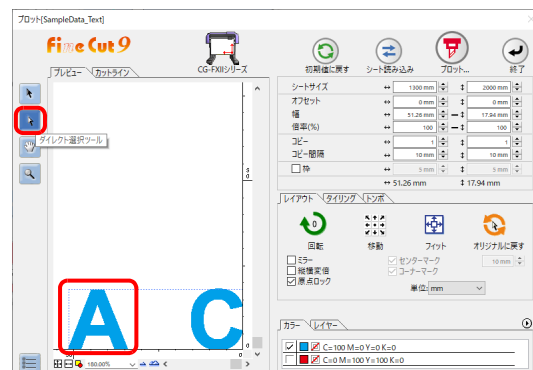 プロット[SampleData_Text]
Fine Cut 9
CG-FXIIシリーズ
初期値に戻す
シート読み込み
プロット...
終了
プレビュー
カットライン
ダイレクト選択ツール
シートサイズ 1300 mm 2000 mm
オフセット 0 mm 0 mm
幅 51.26 mm 17.94 mm
倍率(%) 100 100
コピー 1 1
コピー間隔 10 mm 10 mm
枠 5 mm 5 mm
51.26 mm 17.94 mm
レイアウト タイリング トンボ
回転 移動 フィット オリジナルに戻す
ミラー
縦横変倍
原点ロック
センターマーク
コーナーマーク
10 mm
単位: mm
A C
カラー レイヤー
C=100 M=0 Y=0 K=0
C=0 M=100 Y=100 K=0
150.00%